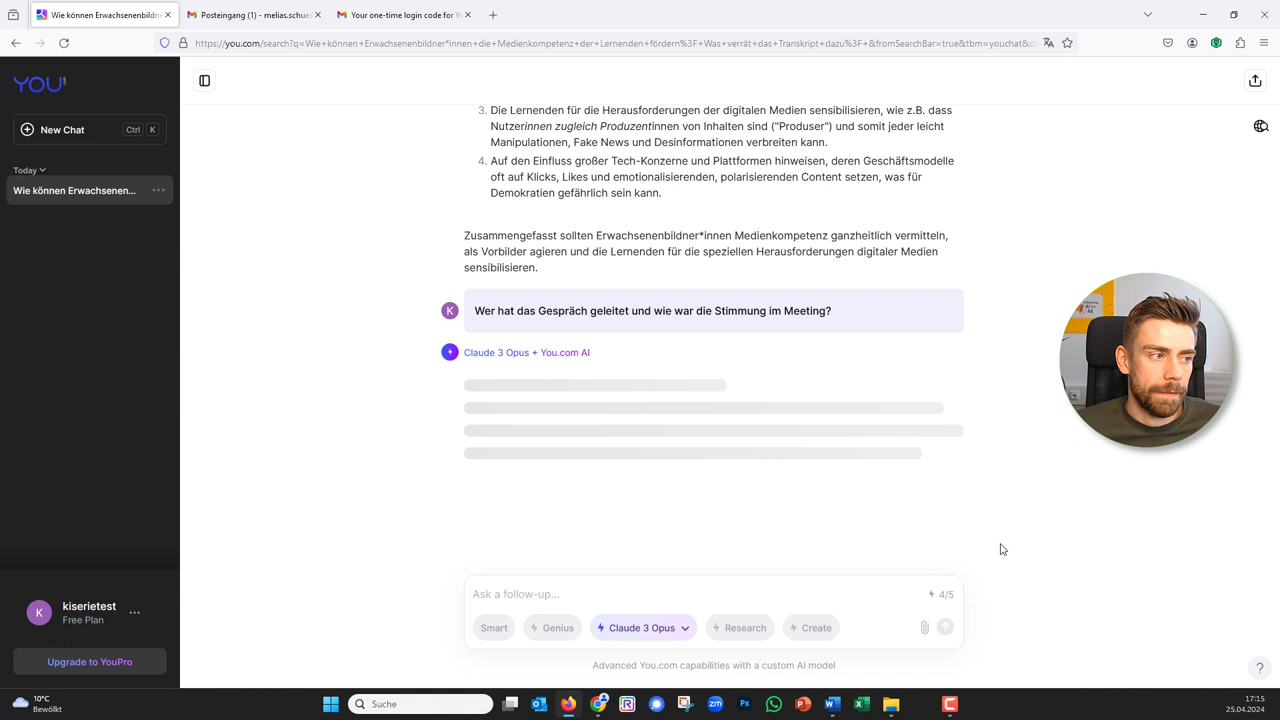 Wie können Erwachsenenbildner
Posteingang (1) - melias.schues
Your one-time login code for Yo
https://you.com/search?q=Wie+können+Erwachsenenbildner*innen+die+Medienkompetenz+der+Lernenden+fördern%3F+Was+verrät+das+Transkript+dazu%3F+&fromSearchBar=true&tbm=youchat&c
YOU
New Chat
Ctrl
K
Today
Wie können Erwachsenen...
3. Die Lernenden für die Herausforderungen der digitalen Medien sensibilisieren, wie z.B. dass
Nutzerinnen zugleich Produzentinnen von Inhalten sind ("Produser") und somit jeder leicht
Manipulationen, Fake News und Desinformationen verbreiten kann.
4. Auf den Einfluss großer Tech-Konzerne und Plattformen hinweisen, deren Geschäftsmodelle
oft auf Klicks, Likes und emotionalisierenden, polarisierenden Content setzen, was für
Demokratien gefährlich sein kann.
Zusammengefasst sollten Erwachsenenbildner*innen Medienkompetenz ganzheitlich vermitteln,
als Vorbilder agieren und die Lernenden für die speziellen Herausforderungen digitaler Medien
sensibilisieren.
K
Wer hat das Gespräch geleitet und wie war die Stimmung im Meeting?
Claude 3 Opus + You.com AI
Ask a follow-up...
4/5
Smart
Genius
Claude 3 Opus
Research
Create
Advanced You.com capabilities with a custom AI model
K
kiserietest
Free Plan
Upgrade to YouPro
?
10°C
Bewölkt
Suche
17:15
25.04.2024